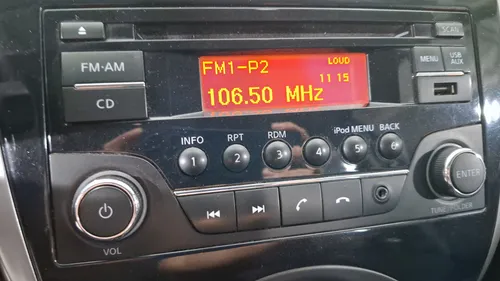 SCAN
LOUD
FM1-P2
11 15
106.50 MHz
FM-AM
CD
MENU
USB
AUX
INFO
RPT
RDM
iPod MENU
BACK
1
2
3
4
5
6
ENTER
VOL
TUNE/FOLDER